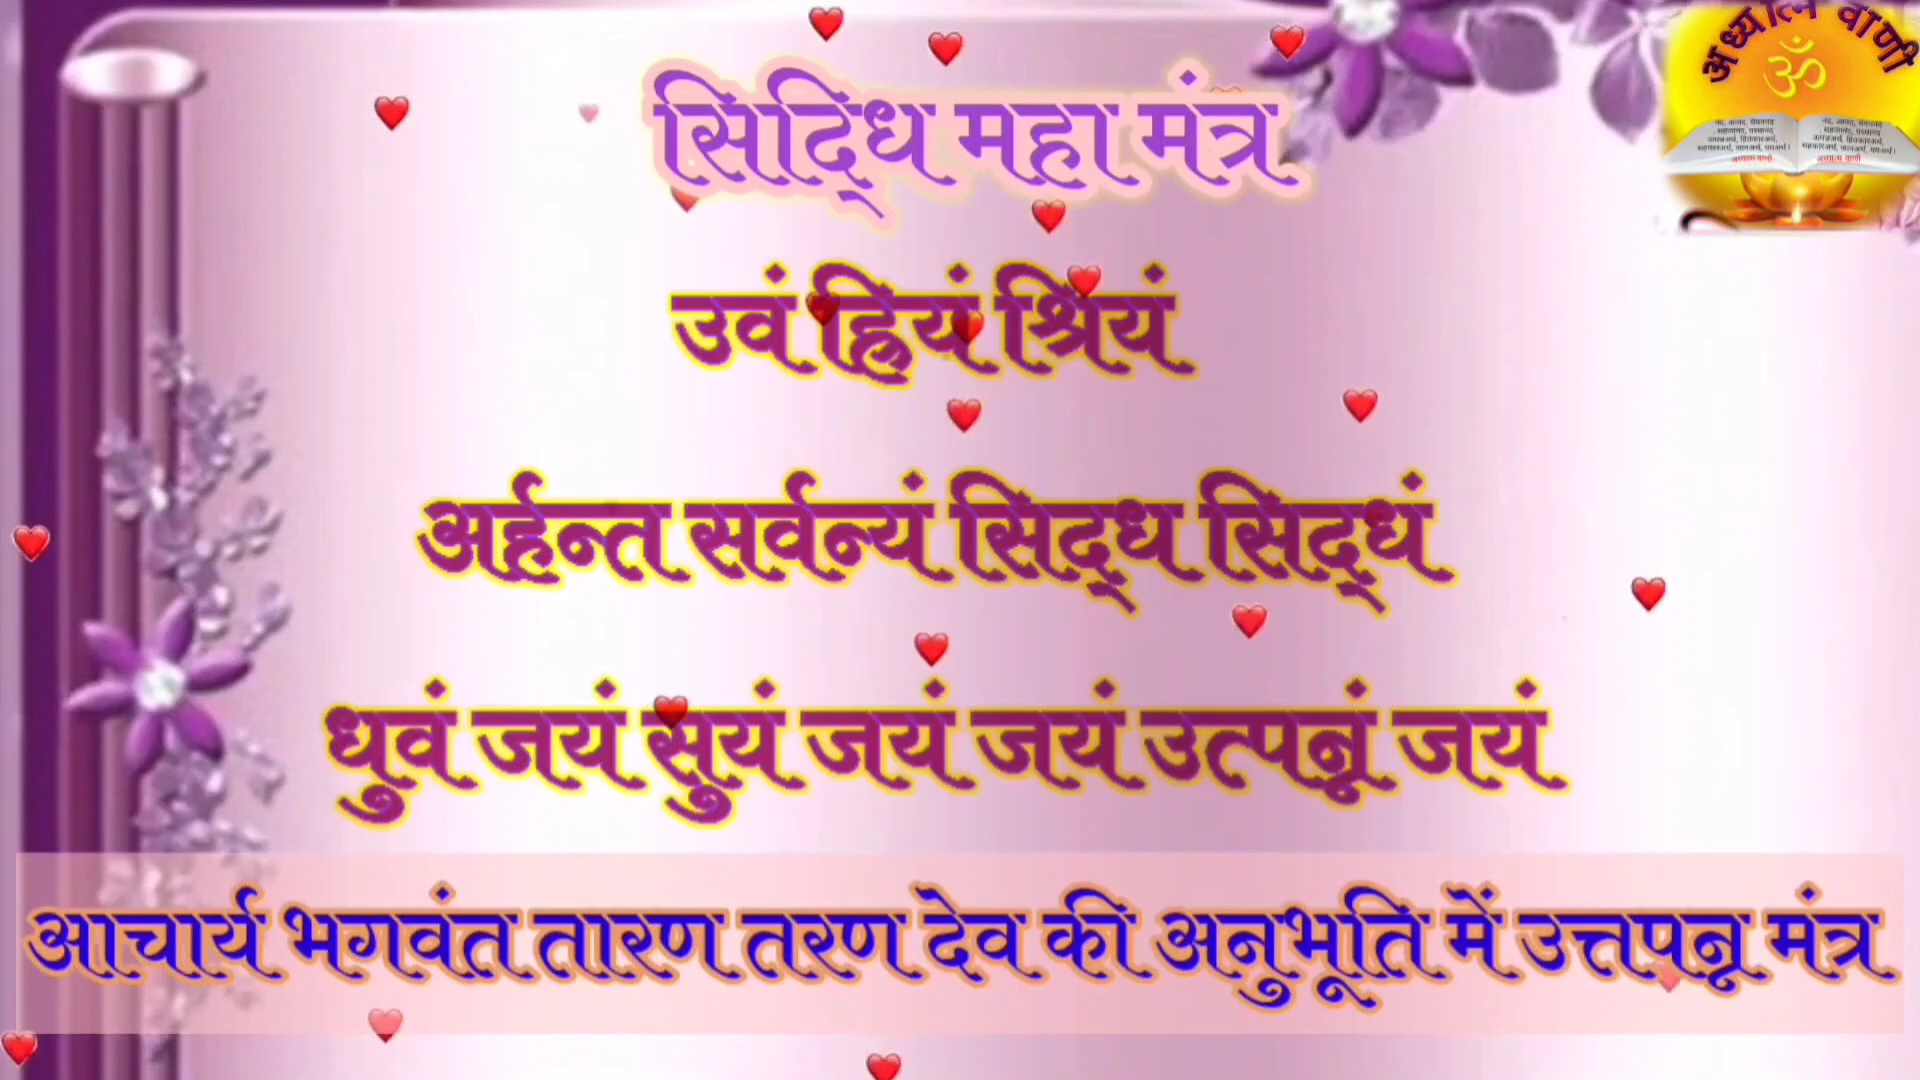 अध्यात्म वाणी
ॐ
सिद्धि महा मंत्र
उवं ह्रियं श्रियं
अर्हन्त सर्वन्यं सिद्ध सिद्धं
धुवं जयं सुयं जयं जयं उत्पन्नं जयं
आचार्य भगवंत तारण तरण देव की अनुभूति में उत्तपन्न मंत्र